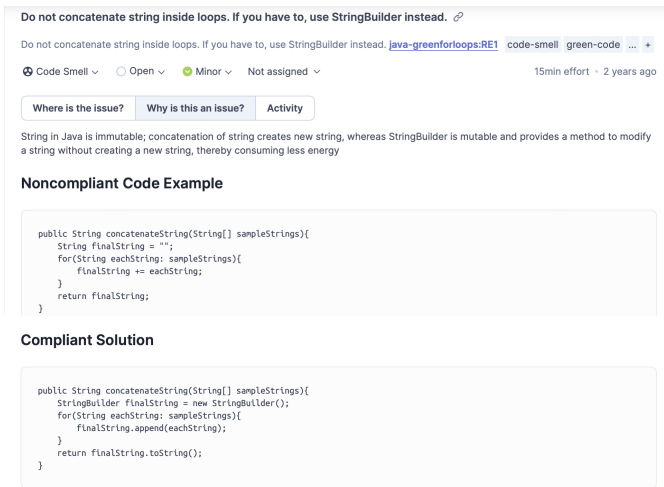 Do not concatenate string inside loops. If you have to, use StringBuilder instead.
Do not concatenate string inside loops. If you have to, use StringBuilder instead. java-greenforloops:RE1 code-smell green-code ... +
Code Smell Open Minor Not assigned 15min effort • 2 years ago
Where is the issue? Why is this an issue? Activity
String in Java is immutable; concatenation of string creates new string, whereas StringBuilder is mutable and provides a method to modify
a string without creating a new string, thereby consuming less energy
Noncompliant Code Example
public String concatenateString(String[] sampleStrings){
    String finalString = "";
    for(String eachString: sampleStrings){
        finalString += eachString;
    }
    return finalString;
}
Compliant Solution
public String concatenateString(String[] sampleStrings){
    StringBuilder finalString = new StringBuilder();
    for(String eachString: sampleStrings){
        finalString.append(eachString);
    }
    return finalString.toString();
}